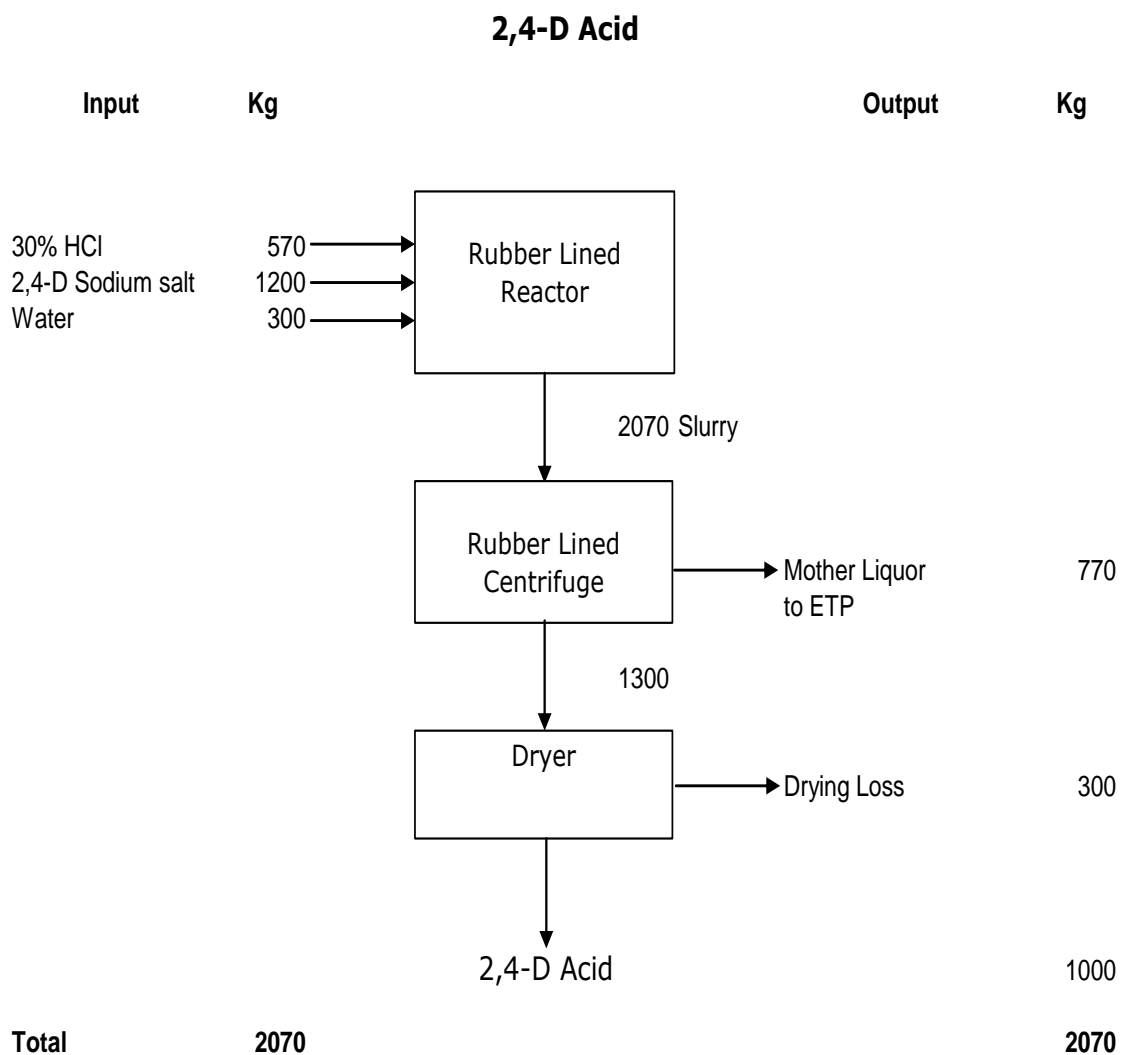 2,4-D Acid
Input Kg Output Kg
30% HCl 570
2,4-D Sodium salt 1200
Water 300
Rubber Lined
Reactor
2070 Slurry
Rubber Lined
Centrifuge
Mother Liquor 770
to ETP
1300
Dryer
Drying Loss 300
2,4-D Acid 1000
Total 2070 2070